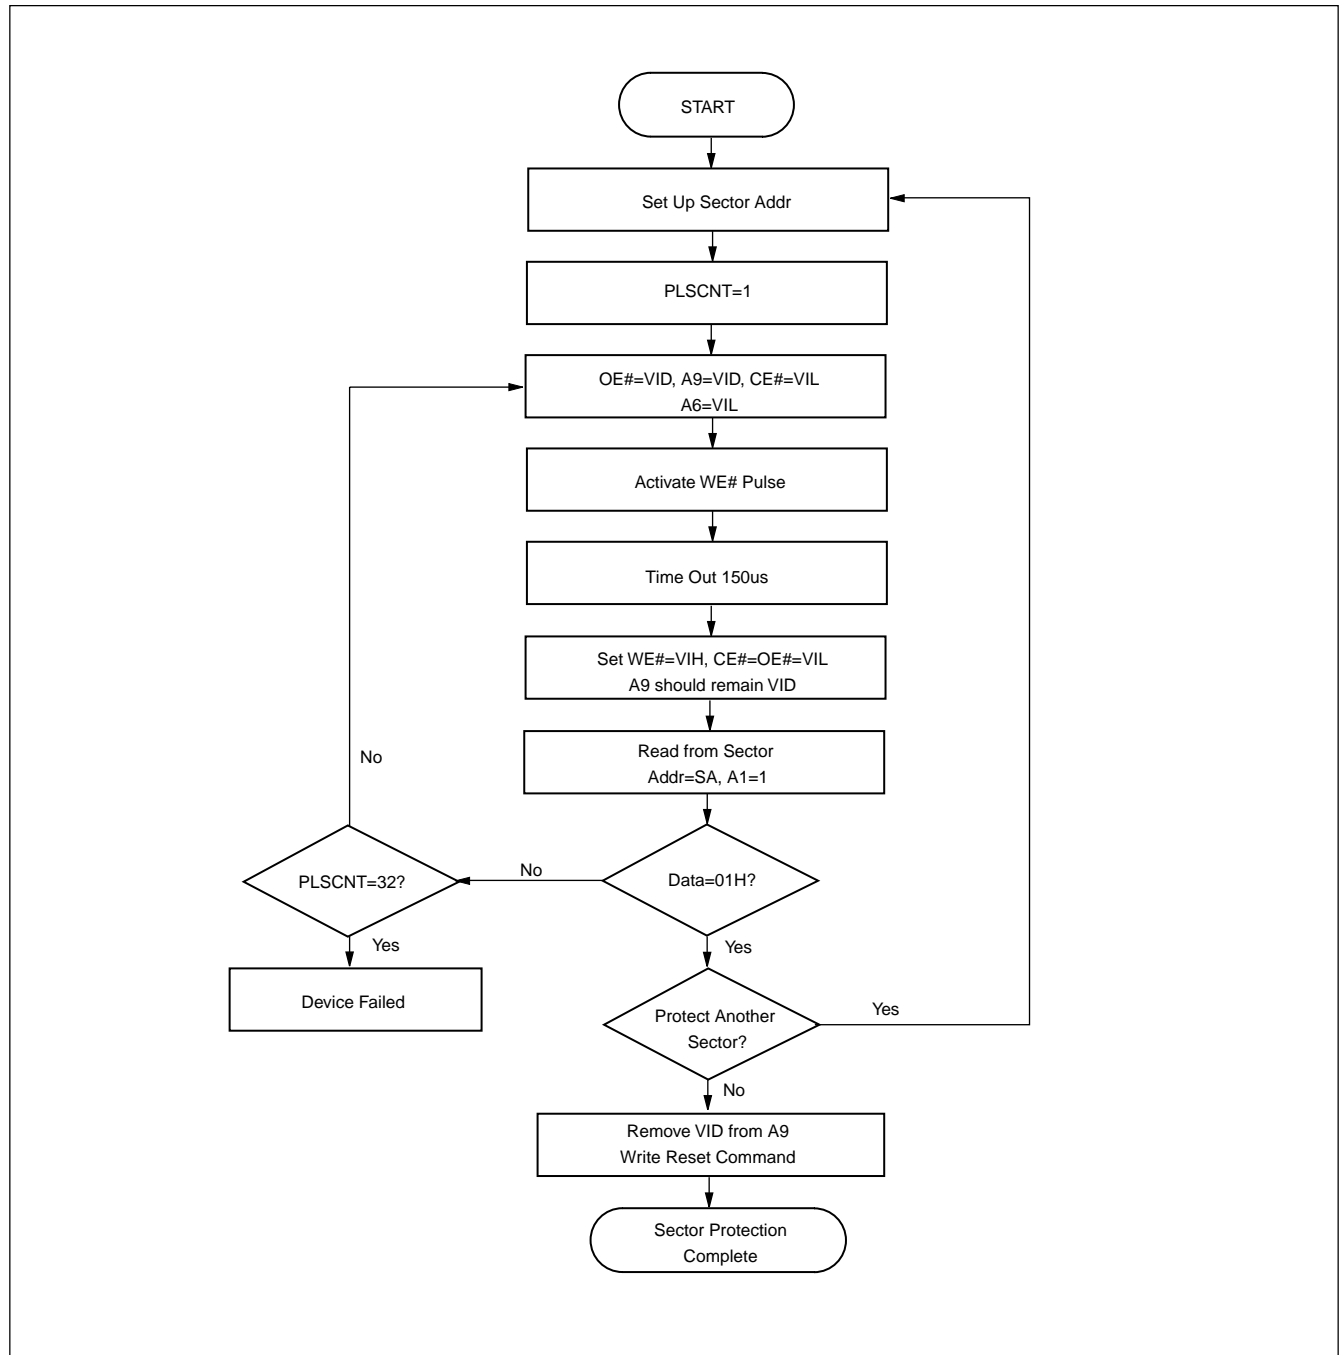 START
Set Up Sector Addr
PLSCNT=1
OE#=VID, A9=VID, CE#=VIL
A6=VIL
Activate WE# Pulse
Time Out 150us
Set WE#=VIH, CE#=OE#=VIL
A9 should remain VID
Read from Sector
Addr=SA, A1=1
No
PLSCNT=32?
No
Data=01H?
Yes
Device Failed
Yes
Protect Another
Sector?
Yes
No
Remove VID from A9
Write Reset Command
Sector Protection
Complete